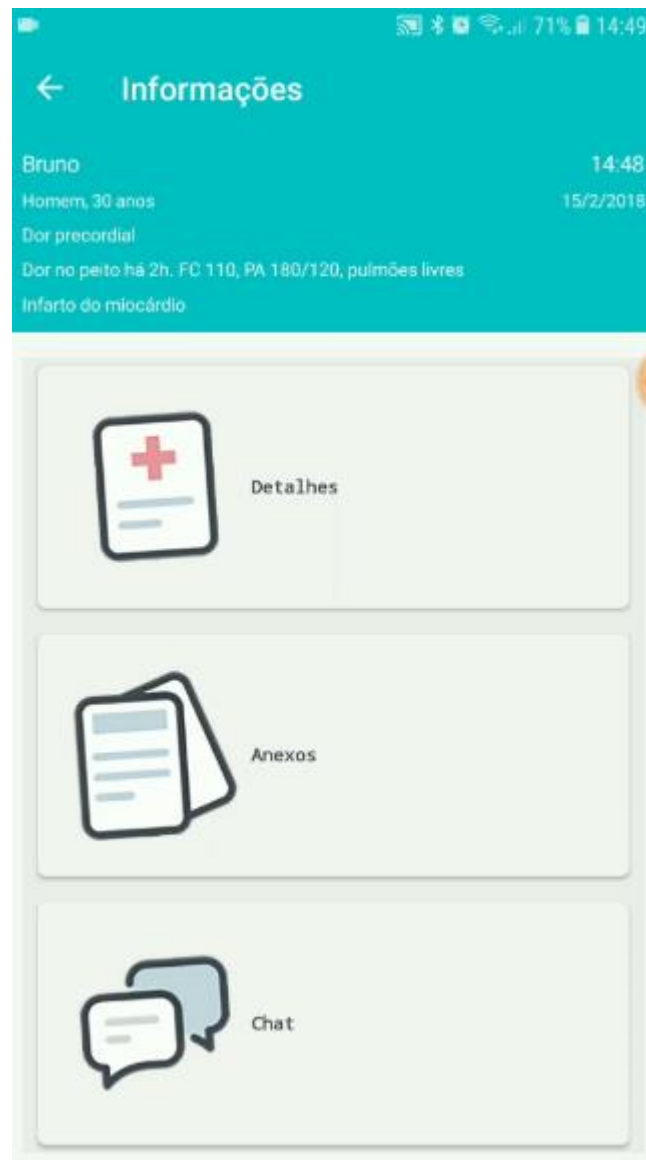 71% 14:49
Informações
Bruno 14:48
Homem, 30 anos 15/2/2018
Dor precordial
Dor no peito há 2h. FC 110, PA 180/120, pulmões livres
Infarto do miocárdio
Detalhes
Anexos
Chat